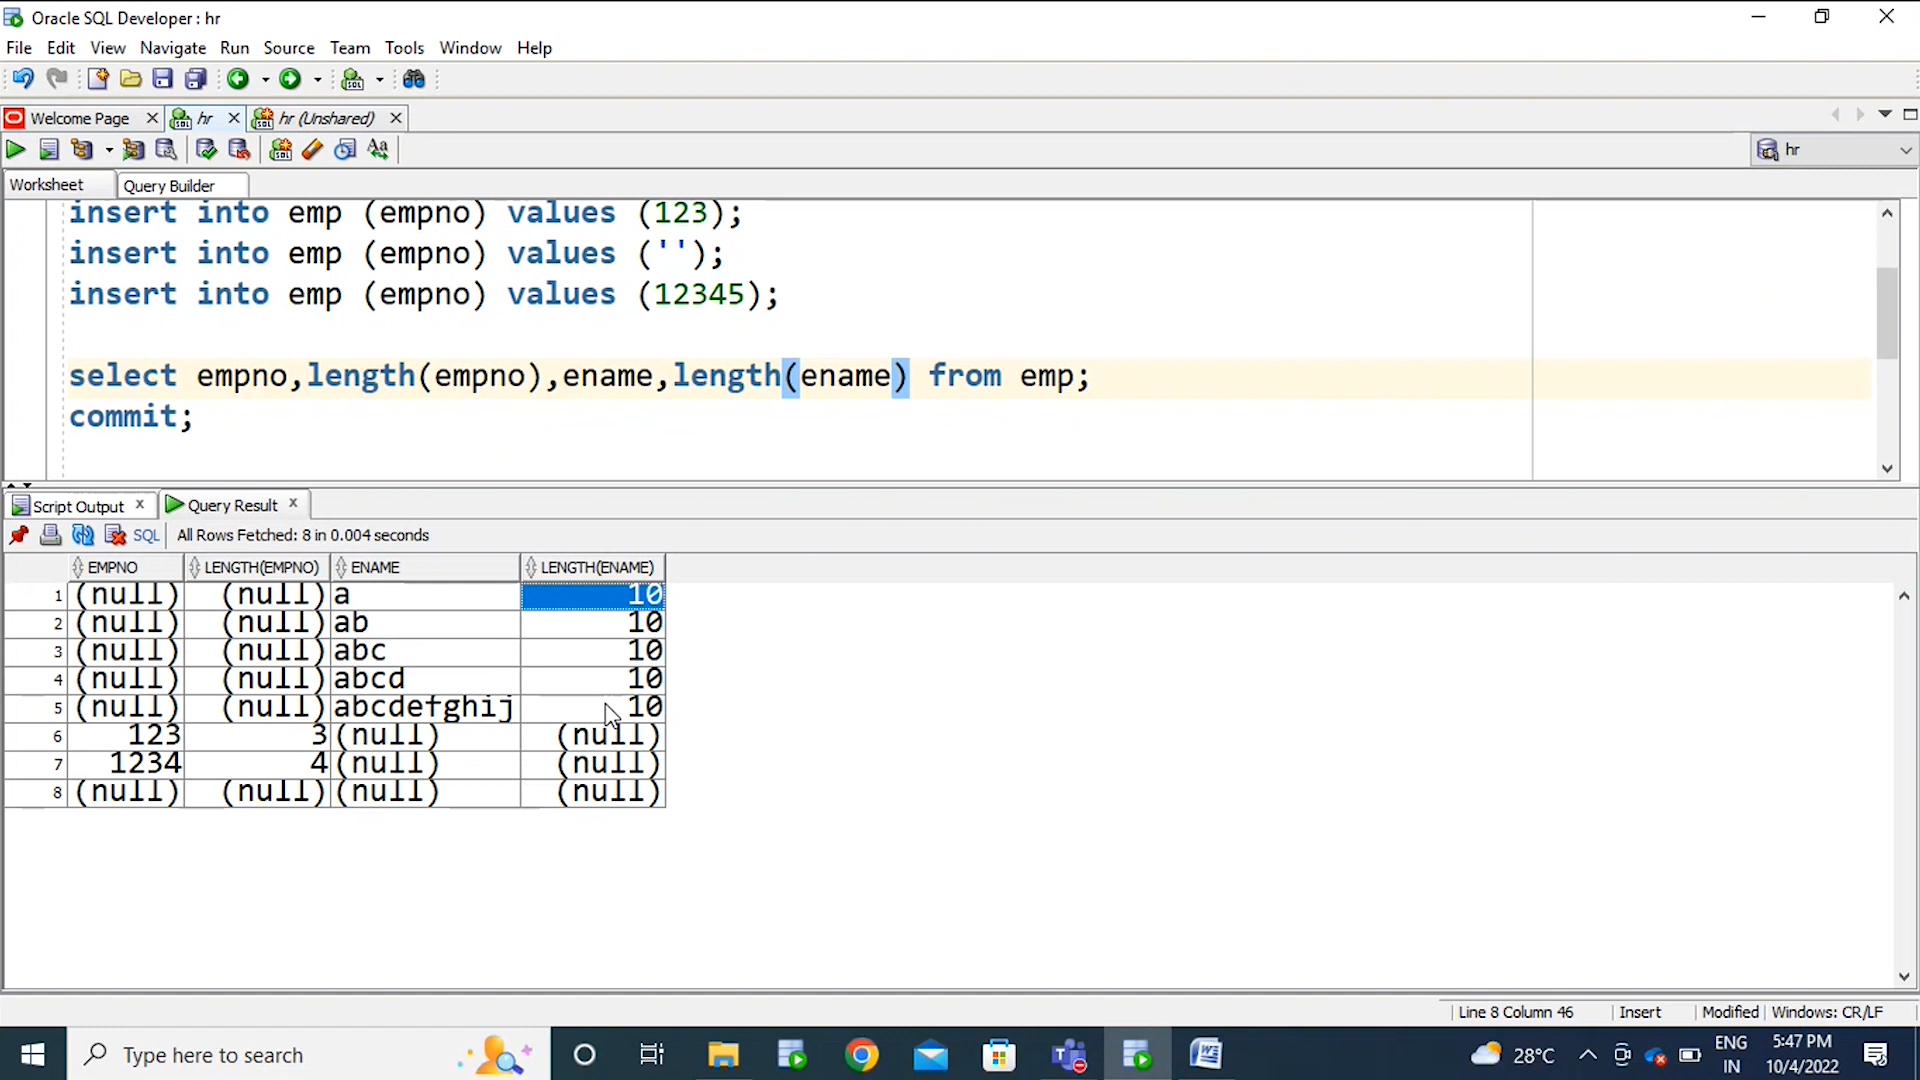 Oracle SQL Developer : hr
File Edit View Navigate Run Source Team Tools Window Help
Welcome Page hr hr (Unshared)
hr
Worksheet Query Builder
insert into emp (empno) values (123);
insert into emp (empno) values ('');
insert into emp (empno) values (12345);
select empno,length(empno),ename,length(ename) from emp;
commit;
Script Output x Query Result x
SQL All Rows Fetched: 8 in 0.004 seconds
EMPNO LENGTH(EMPNO) ENAME LENGTH(ENAME)
1 (null) (null) a 10
2 (null) (null) ab 10
3 (null) (null) abc 10
4 (null) (null) abcd 10
5 (null) (null) abcdefghij 10
6 123 3 (null) (null)
7 1234 4 (null) (null)
8 (null) (null) (null) (null)
Line 8 Column 46 Insert Modified Windows: CR/LF
Type here to search
28°C ENG 5:47 PM
IN 10/4/2022